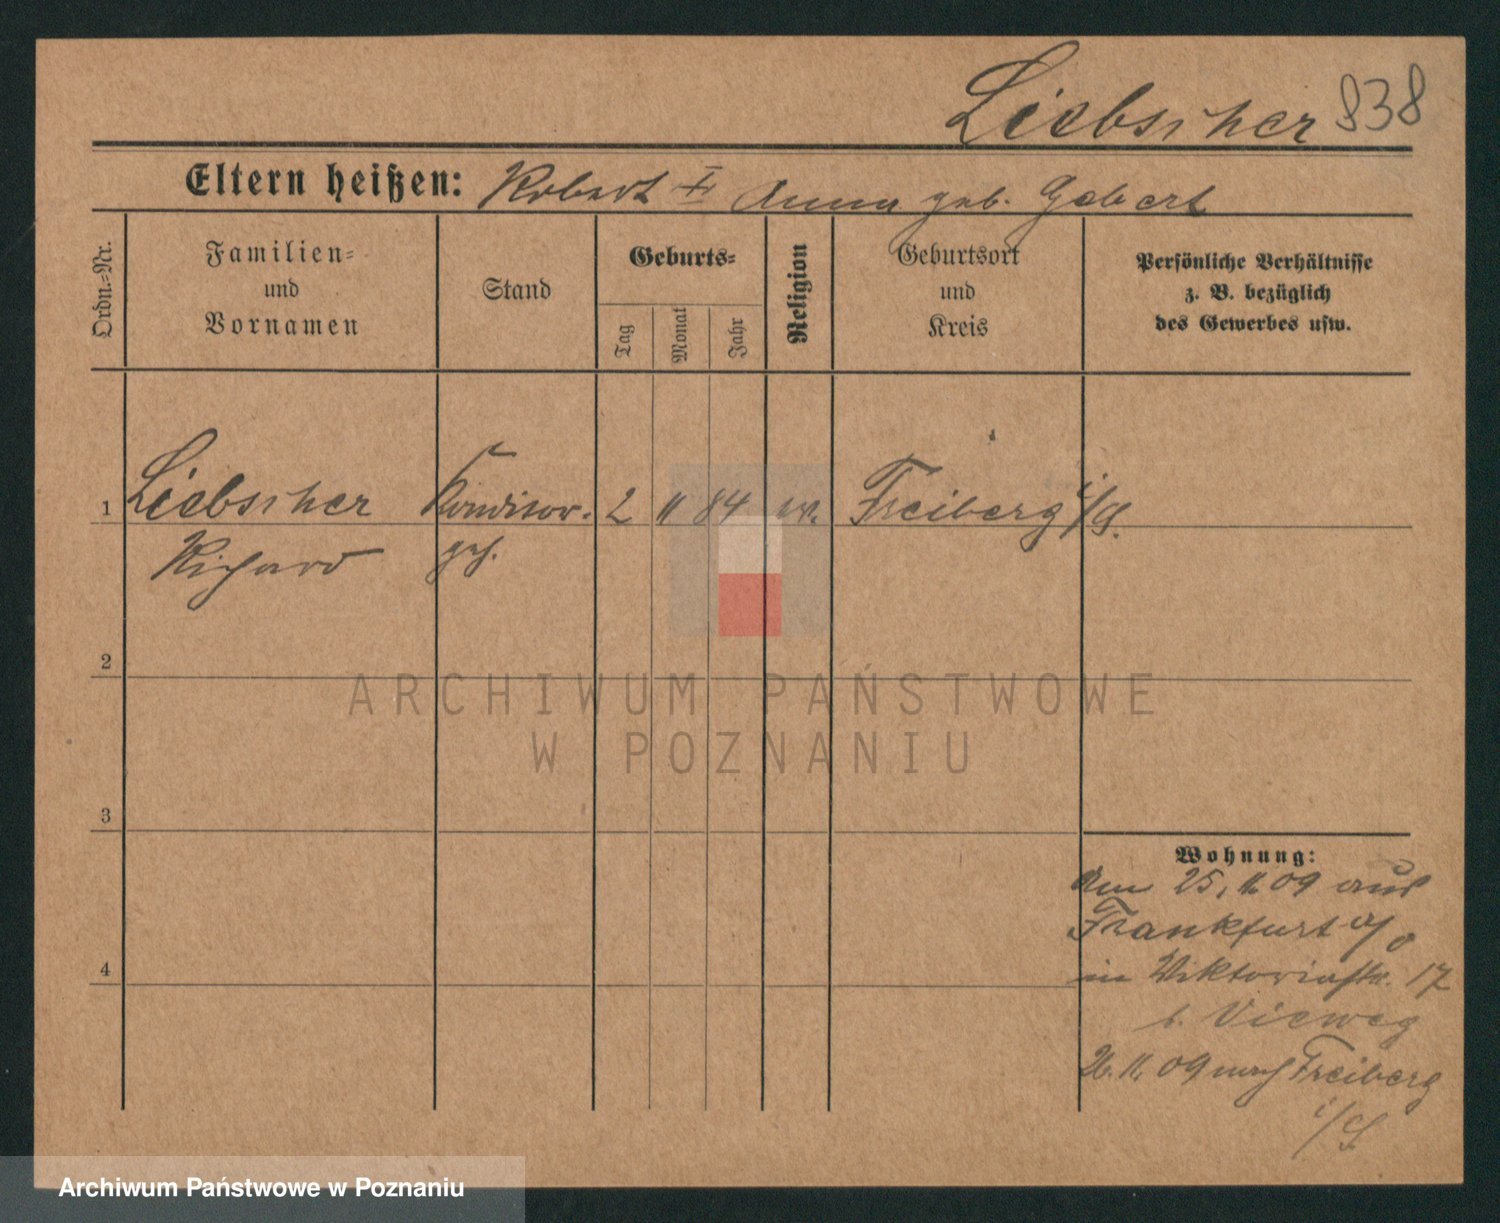 Liebscher 838
Eltern heißen: Robert u Anna geb. Gebert
Ordn.-Nr.
Familien-
und
Vornamen
Stand
Geburts-
Tag
Monat
Jahr
Religion
Geburtsort
und
Kreis
Persönliche Verhältnisse
z. B. bezüglich
des Gewerbes usw.
1 Liebscher Konditor- 2 11 84 ev. Freiberg i/S.
Richard geh.
2
ARCHIWUM PAŃSTWOWE
W POZNANIU
3
Wohnung:
Am 25.11.09 aus
Frankfurt a/o
in Viktoriastr. 17
b. Vieweg
4
26.11.09 nach Freiberg
i/S
Archiwum Państwowe w Poznaniu